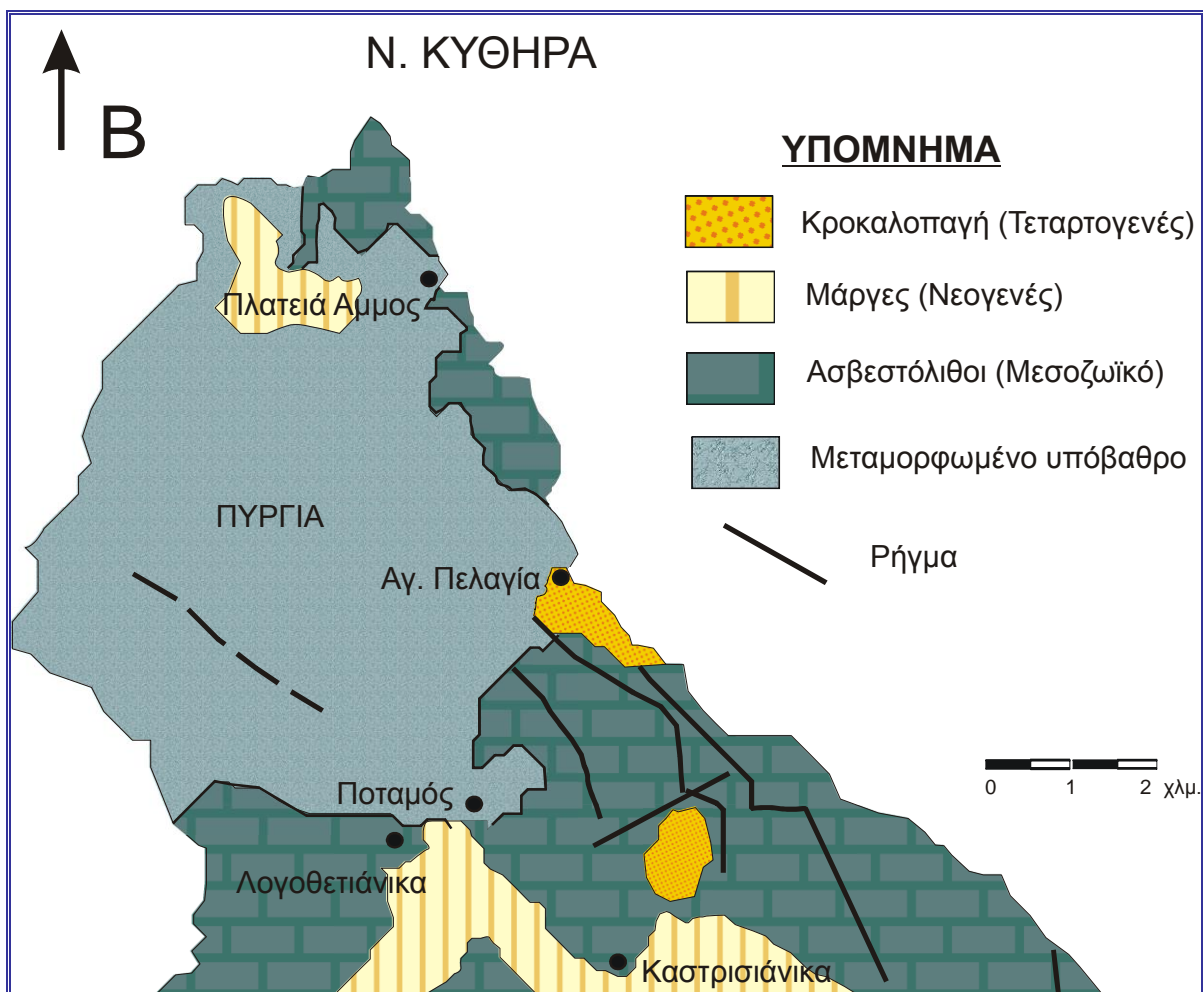 Ν. ΚΥΘΗΡΑ
Β
ΥΠΟΜΝΗΜΑ
Κροκαλοπαγή (Τεταρτογενές)
Μάργες (Νεογενές)
Ασβεστόλιθοι (Μεσοζωϊκό)
Μεταμορφωμένο υπόβαθρο
Ρήγμα
Πλατειά Αμμος
ΠΥΡΓΙΑ
Αγ. Πελαγία
Ποταμός
Λογοθετιάνικα
Καστρισιάνικα
0 1 2 χλμ.